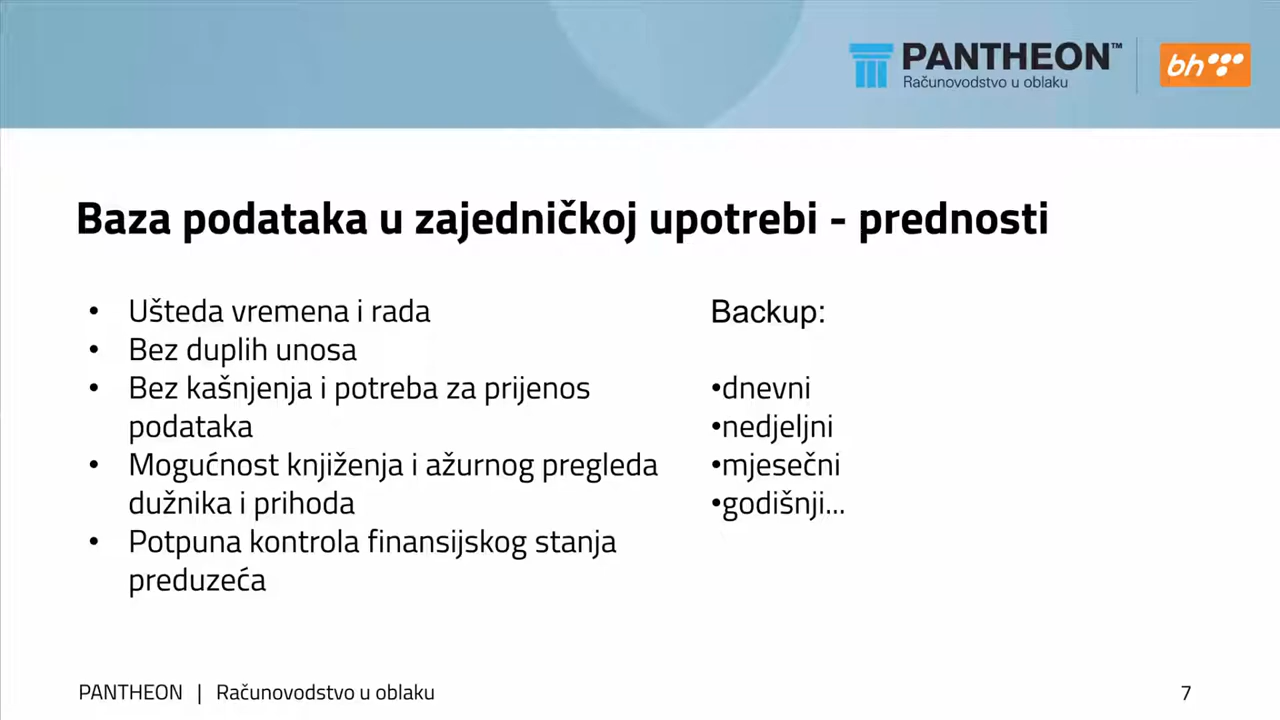 PANTHEON™
Računovodstvo u oblaku
bh
Baza podataka u zajedničkoj upotrebi - prednosti
• Ušteda vremena i rada
• Bez duplih unosa
• Bez kašnjenja i potreba za prijenos
podataka
• Mogućnost knjiženja i ažurnog pregleda
dužnika i prihoda
• Potpuna kontrola finansijskog stanja
preduzeća
Backup:
•dnevni
•nedjeljni
•mjesečni
•godišnji...
PANTHEON | Računovodstvo u oblaku
7